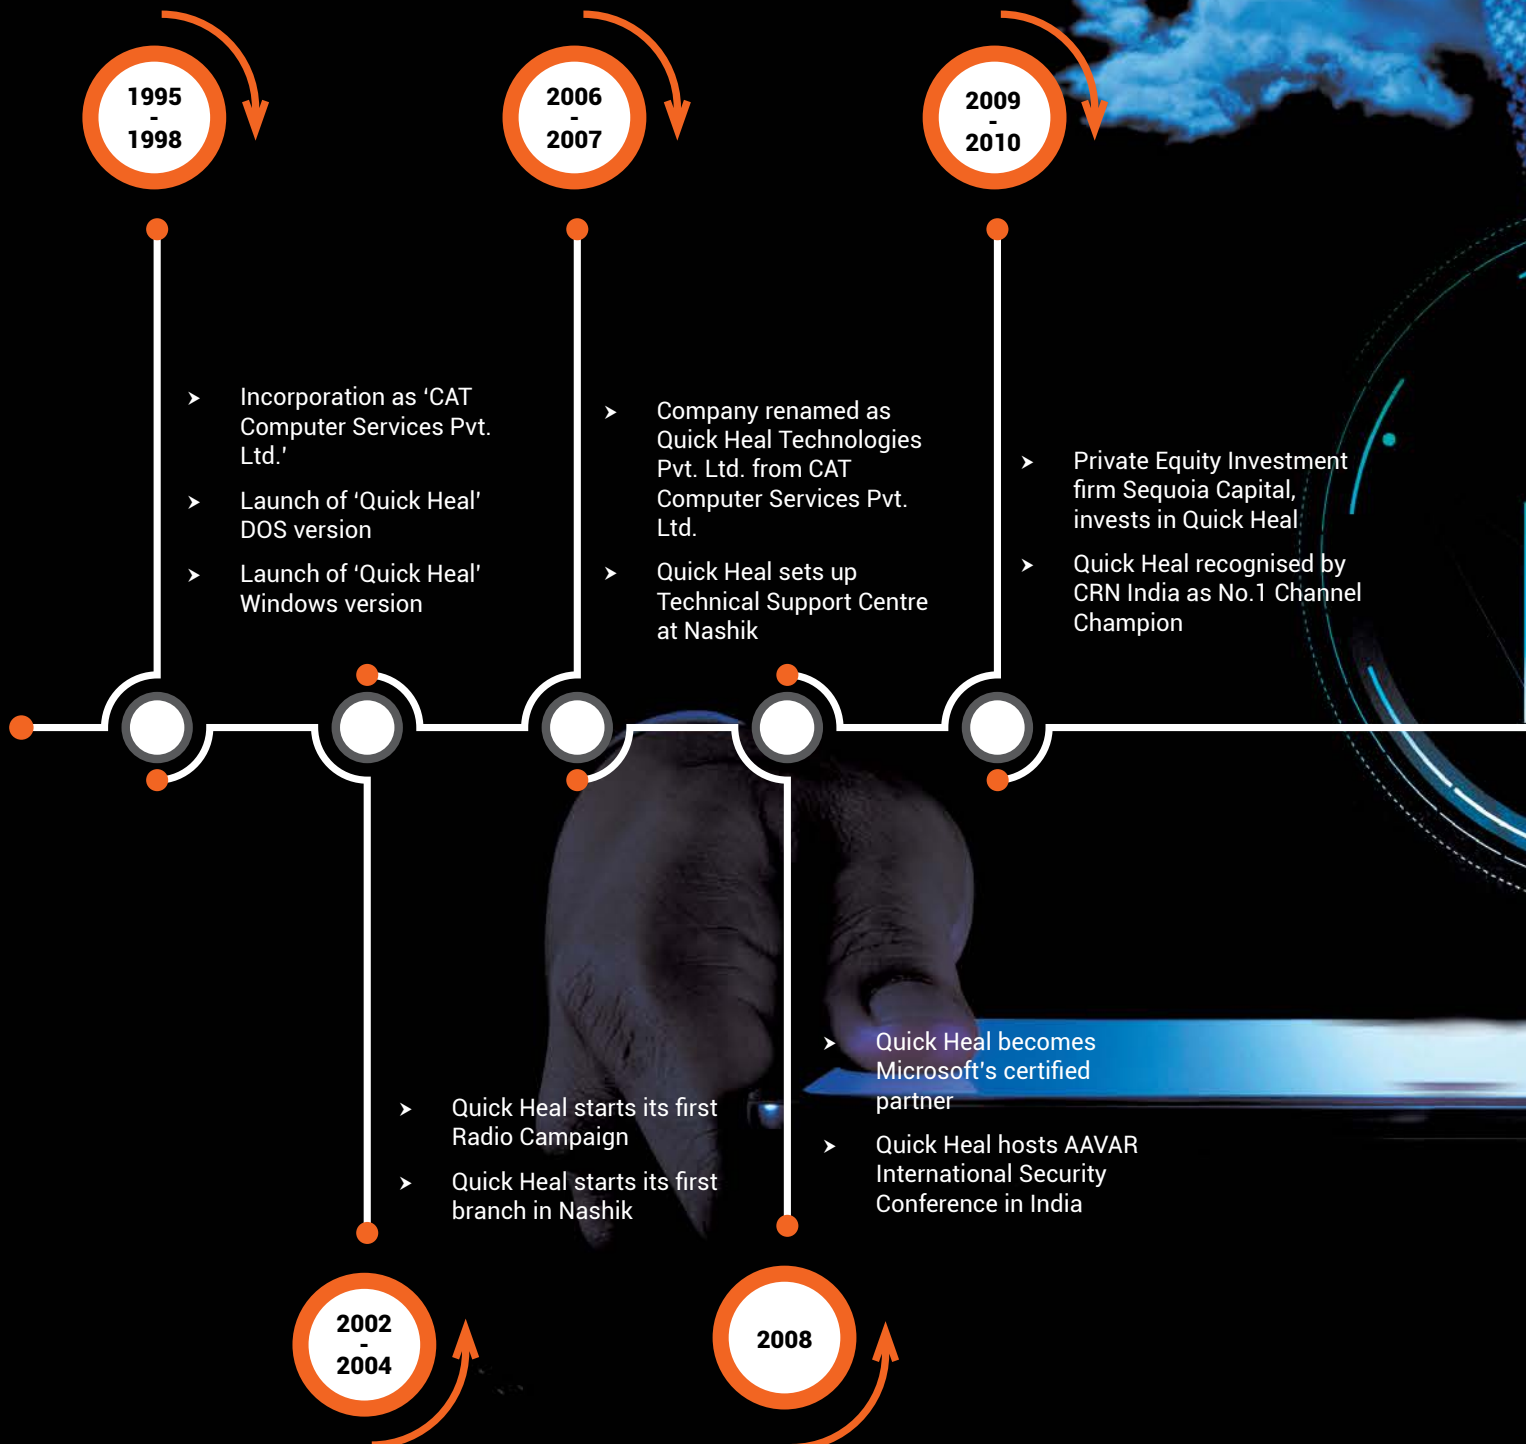 1995
-
1998
2006
-
2007
2009
-
2010
➤ Incorporation as ‘CAT
Computer Services Pvt.
Ltd.’
➤ Launch of ‘Quick Heal’
DOS version
➤ Launch of ‘Quick Heal’
Windows version
➤ Company renamed as
Quick Heal Technologies
Pvt. Ltd. from CAT
Computer Services Pvt.
Ltd.
➤ Quick Heal sets up
Technical Support Centre
at Nashik
➤ Private Equity Investment
firm Sequoia Capital,
invests in Quick Heal
➤ Quick Heal recognised by
CRN India as No.1 Channel
Champion
➤ Quick Heal starts its first
Radio Campaign
➤ Quick Heal starts its first
branch in Nashik
➤ Quick Heal becomes
Microsoft's certified
partner
➤ Quick Heal hosts AAVAR
International Security
Conference in India
2002
-
2004
2008